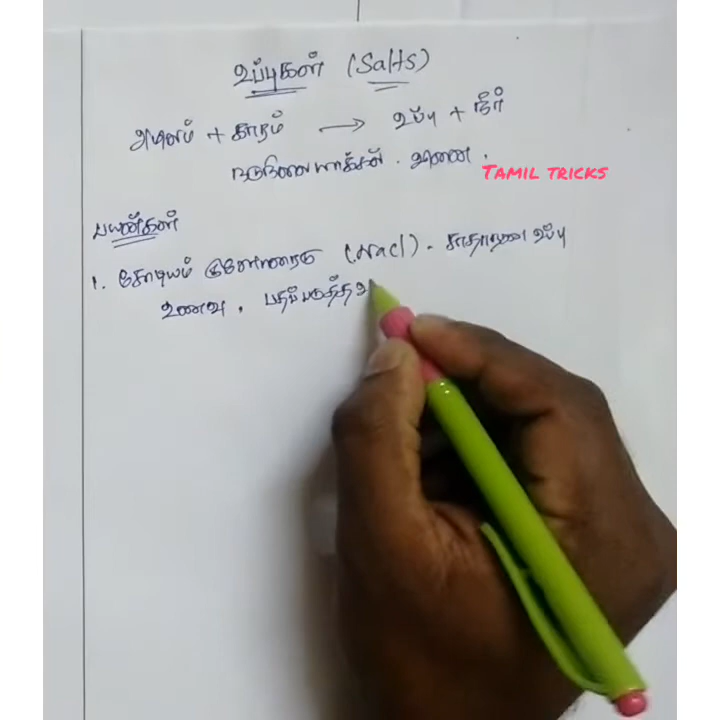 உப்புகள் (Salts)
அமிலம் + காரம் → உப்பு + நீர்
நடுநிலையாக்கள் . வினை .
TAMIL TRICKS
பயன்கள்
1. சோடியம் குளோரைடு (Nacl) - சாதாரண உப்பு
உணவு , பதப்படுத்த